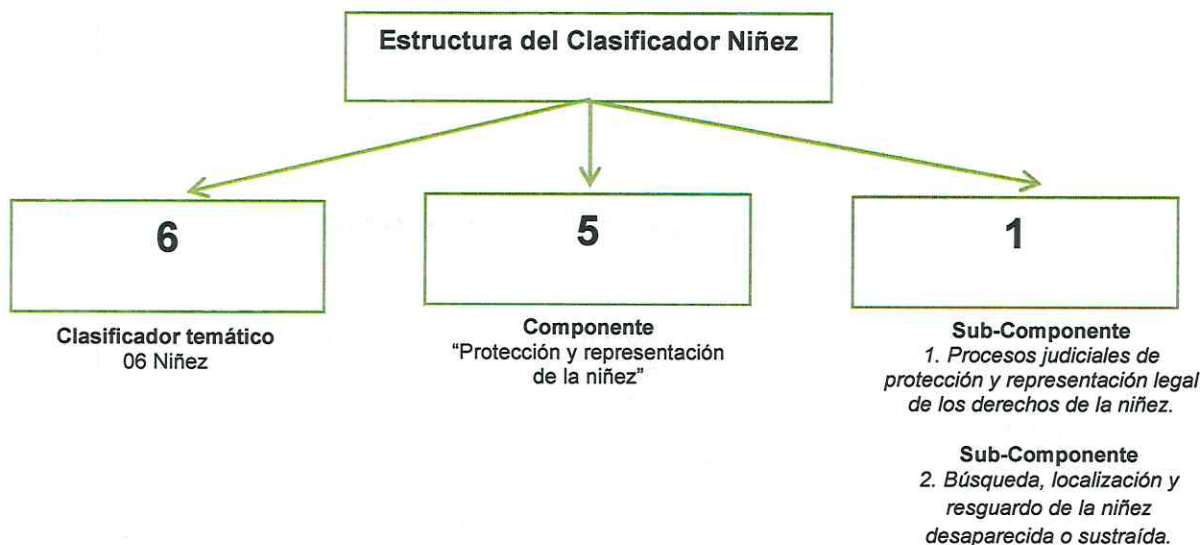 Estructura del Clasificador Niñez
6
5
1
Clasificador temático
06 Niñez
Componente
“Protección y representación
de la niñez”
Sub-Componente
1. Procesos judiciales de
protección y representación legal
de los derechos de la niñez.
Sub-Componente
2. Búsqueda, localización y
resguardo de la niñez
desaparecida o sustraída.